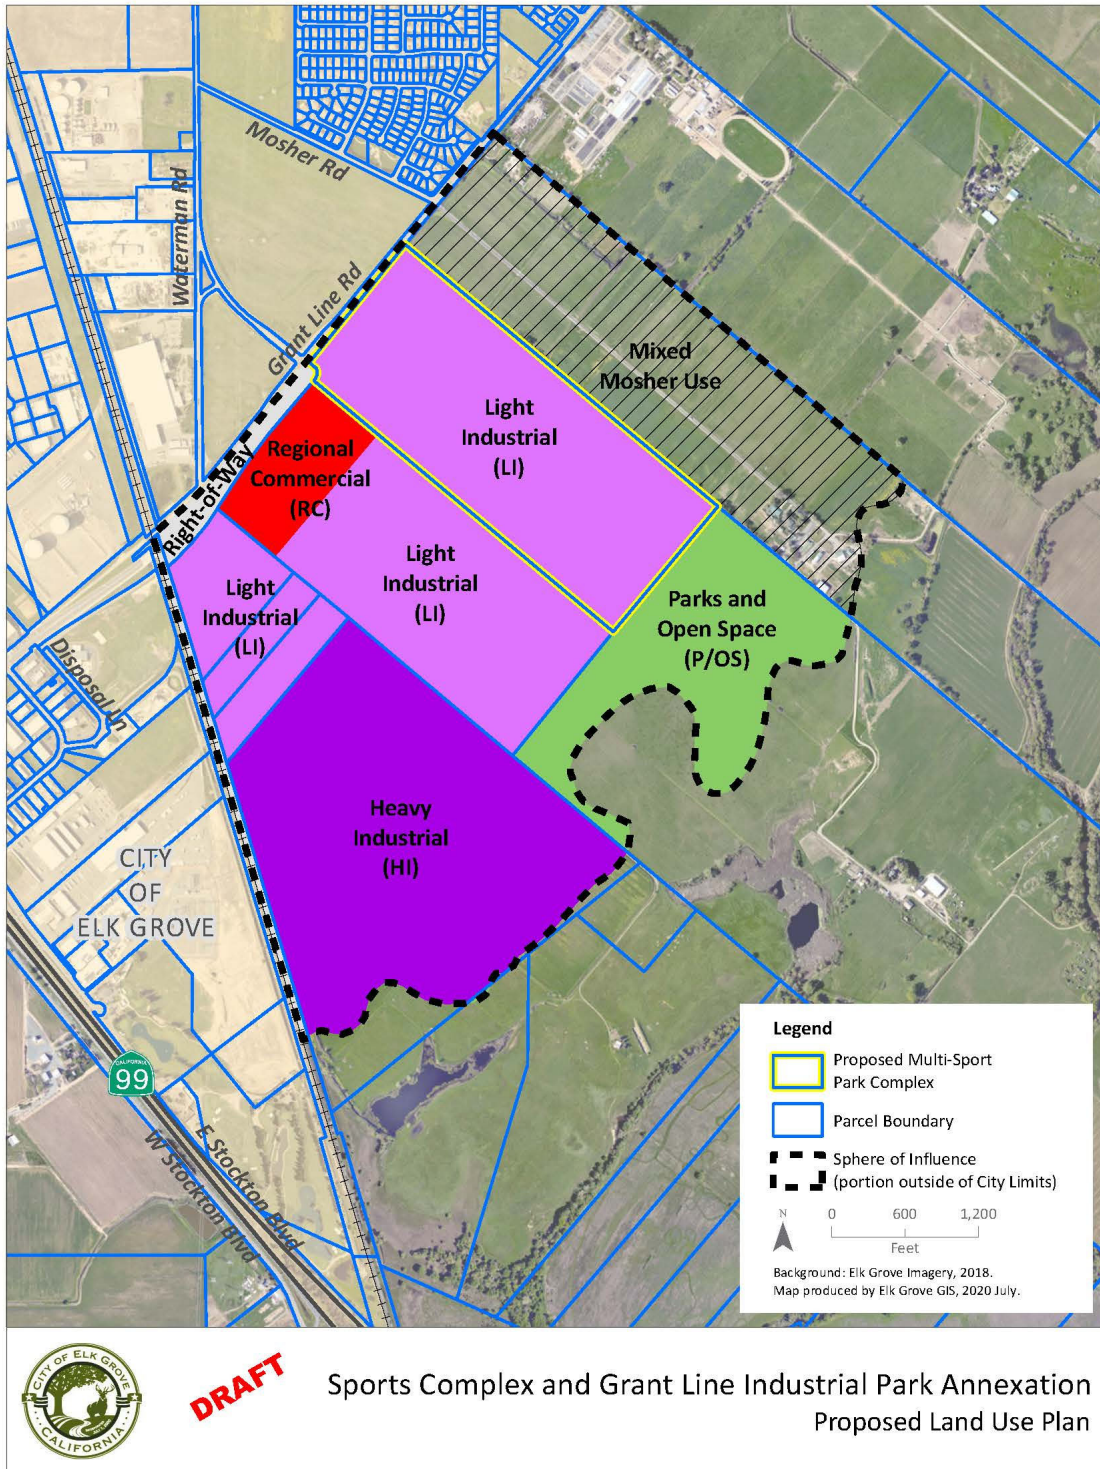 Mosher Rd
Waterman Rd
Grant Line Rd
Mixed
Mosher Use
Light
Industrial
(LI)
Regional
Commercial
(RC)
Right-of-Way
Light
Industrial
(LI)
Light
Industrial
(LI)
Parks and
Open Space
(P/OS)
Disposal Ln
Heavy
Industrial
(HI)
CITY
OF
ELK GROVE
CALIFORNIA
99
E Stockton Blvd
W Stockton Blvd
Legend
Proposed Multi-Sport
Park Complex
Parcel Boundary
Sphere of Influence
(portion outside of City Limits)
N
0 600 1,200
Feet
Background: Elk Grove Imagery, 2018.
Map produced by Elk Grove GIS, 2020 July.
CITY OF ELK GROVE
CALIFORNIA
DRAFT
Sports Complex and Grant Line Industrial Park Annexation
Proposed Land Use Plan